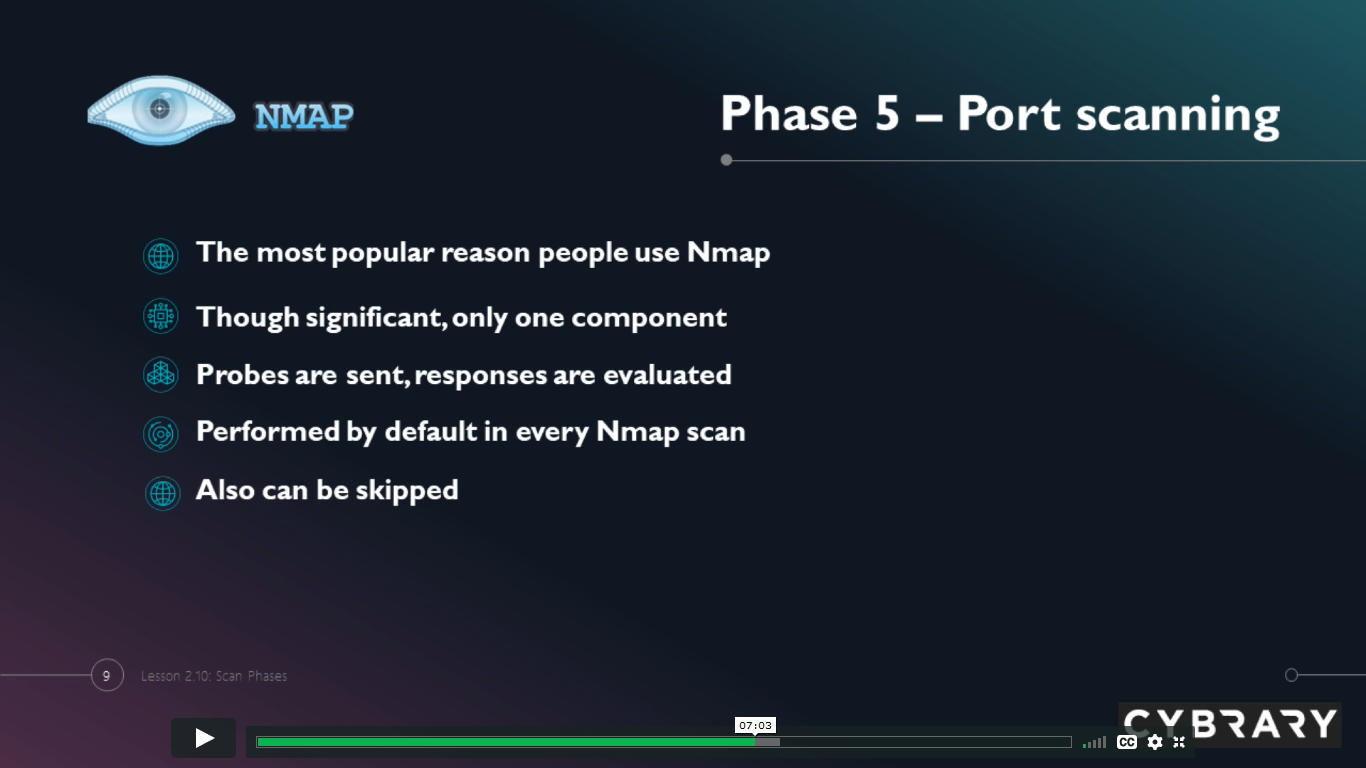 NMAP
Phase 5 – Port scanning
The most popular reason people use Nmap
Though significant, only one component
Probes are sent, responses are evaluated
Performed by default in every Nmap scan
Also can be skipped
9
Lesson 2.10: Scan Phases
07:03
CYBRARY
CC